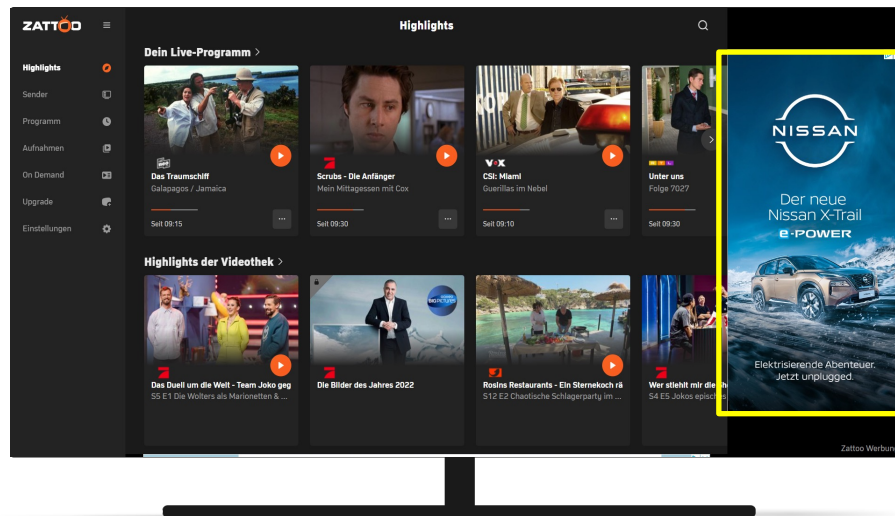 ZATTOO
Highlights
Highlights
Sender
Programm
Aufnahmen
On Demand
Upgrade
Einstellungen
Dein Live-Programm >
Das Traumschiff
Galapagos / Jamaica
Seit 09:15
Scrubs - Die Anfänger
Mein Mittagessen mit Cox
Seit 09:30
VOX
CSI: Miami
Guerillas im Nebel
Seit 09:10
RTL
Unter uns
Folge 7027
Seit 09:30
Highlights der Videothek >
Das Duell um die Welt - Team Joko geg
S5 E1 Die Wolters als Marionetten & ...
BIG PICTURES
Die Bilder des Jahres 2022
Rosins Restaurants - Ein Sternekoch rä
S12 E2 Chaotische Schlagerparty im ...
Wer stiehlt mir die Sh
S4 E5 Jokos episches
NISSAN
Der neue
Nissan X-Trail
e-POWER
Elektrisierende Abenteuer.
Jetzt unplugged.
Zattoo Werbung